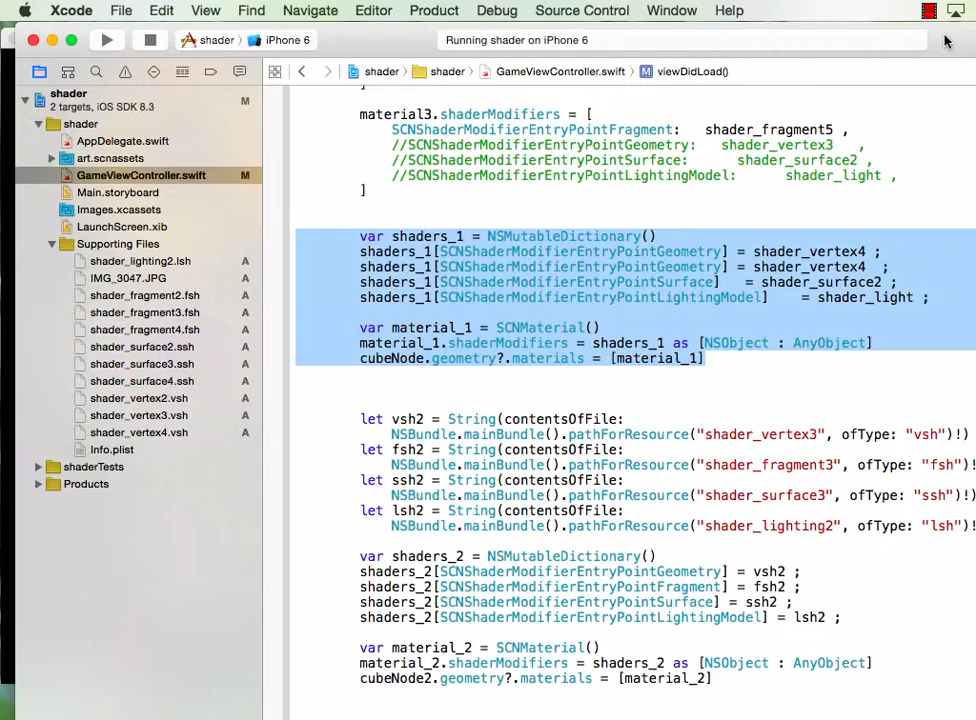 Xcode File Edit View Find Navigate Editor Product Debug Source Control Window Help
shader iPhone 6 Running shader on iPhone 6
shader shader GameViewController.swift M viewDidLoad()
shader
2 targets, iOS SDK 8.3 M
shader
AppDelegate.swift
art.scnassets
GameViewController.swift M
Main.storyboard
Images.xcassets
LaunchScreen.xib
Supporting Files
shader_lighting2.lsh A
IMG_3047.JPG A
shader_fragment2.fsh A
shader_fragment3.fsh A
shader_fragment4.fsh A
shader_surface2.ssh A
shader_surface3.ssh A
shader_surface4.ssh A
shader_vertex2.vsh A
shader_vertex3.vsh A
shader_vertex4.vsh A
Info.plist
shaderTests
Products
material3.shaderModifiers = [
SCNShaderModifierEntryPointFragment: shader_fragment5 ,
//SCNShaderModifierEntryPointGeometry: shader_vertex3 ,
//SCNShaderModifierEntryPointSurface: shader_surface2 ,
//SCNShaderModifierEntryPointLightingModel: shader_light ,
]
var shaders_1 = NSMutableDictionary()
shaders_1[SCNShaderModifierEntryPointGeometry] = shader_vertex4 ;
shaders_1[SCNShaderModifierEntryPointGeometry] = shader_vertex4 ;
shaders_1[SCNShaderModifierEntryPointSurface] = shader_surface2 ;
shaders_1[SCNShaderModifierEntryPointLightingModel] = shader_light ;
var material_1 = SCNMaterial()
material_1.shaderModifiers = shaders_1 as [NSObject : AnyObject]
cubeNode.geometry?.materials = [material_1]
let vsh2 = String(contentsOfFile:
NSBundle.mainBundle().pathForResource("shader_vertex3", ofType: "vsh")!)
let fsh2 = String(contentsOfFile:
NSBundle.mainBundle().pathForResource("shader_fragment3", ofType: "fsh")!
let ssh2 = String(contentsOfFile:
NSBundle.mainBundle().pathForResource("shader_surface3", ofType: "ssh")!)
let lsh2 = String(contentsOfFile:
NSBundle.mainBundle().pathForResource("shader_lighting2", ofType: "lsh")!
var shaders_2 = NSMutableDictionary()
shaders_2[SCNShaderModifierEntryPointGeometry] = vsh2 ;
shaders_2[SCNShaderModifierEntryPointFragment] = fsh2 ;
shaders_2[SCNShaderModifierEntryPointSurface] = ssh2 ;
shaders_2[SCNShaderModifierEntryPointLightingModel] = lsh2 ;
var material_2 = SCNMaterial()
material_2.shaderModifiers = shaders_2 as [NSObject : AnyObject]
cubeNode2.geometry?.materials = [material_2]